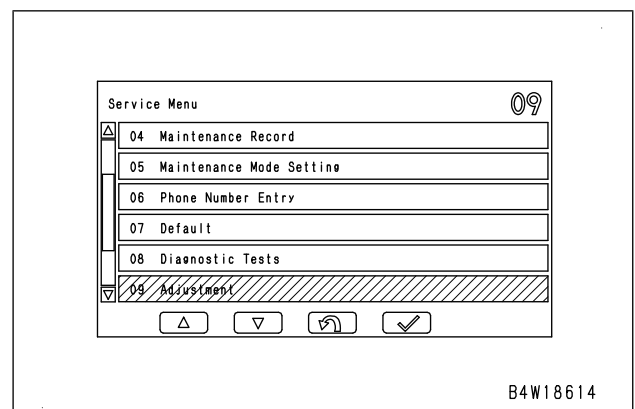 Service Menu 09
04 Maintenance Record
05 Maintenance Mode Setting
06 Phone Number Entry
07 Default
08 Diagnostic Tests
09 Adjustment
B4W18614